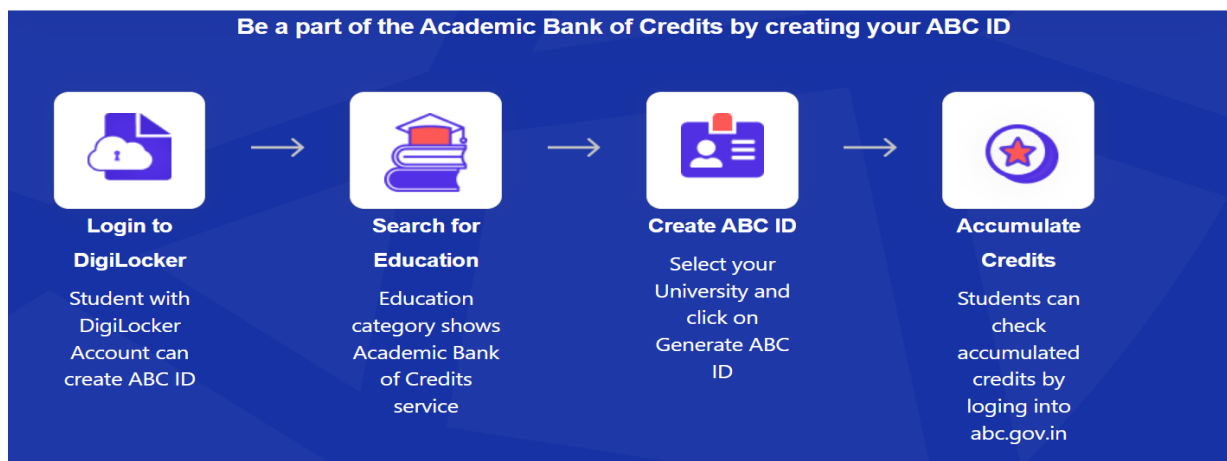 Be a part of the Academic Bank of Credits by creating your ABC ID
Login to
DigiLocker
Student with
DigiLocker
Account can
create ABC ID
Search for
Education
Education
category shows
Academic Bank
of Credits
service
Create ABC ID
Select your
University and
click on
Generate ABC
ID
Accumulate
Credits
Students can
check
accumulated
credits by
loging into
abc.gov.in